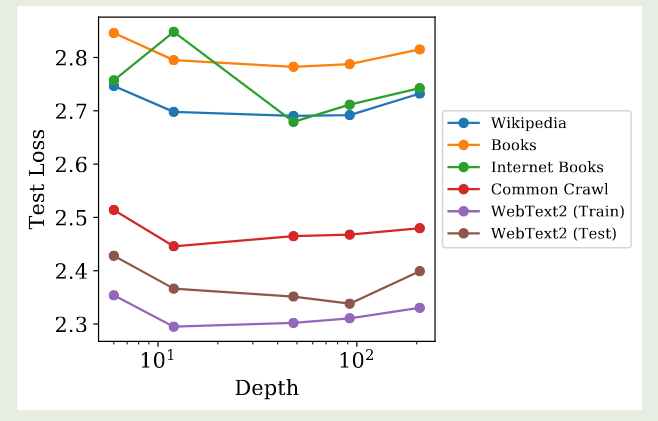 2.8
2.7
2.6
2.5
2.4
2.3
Test Loss
10¹
10²
Depth
Wikipedia
Books
Internet Books
Common Crawl
WebText2 (Train)
WebText2 (Test)